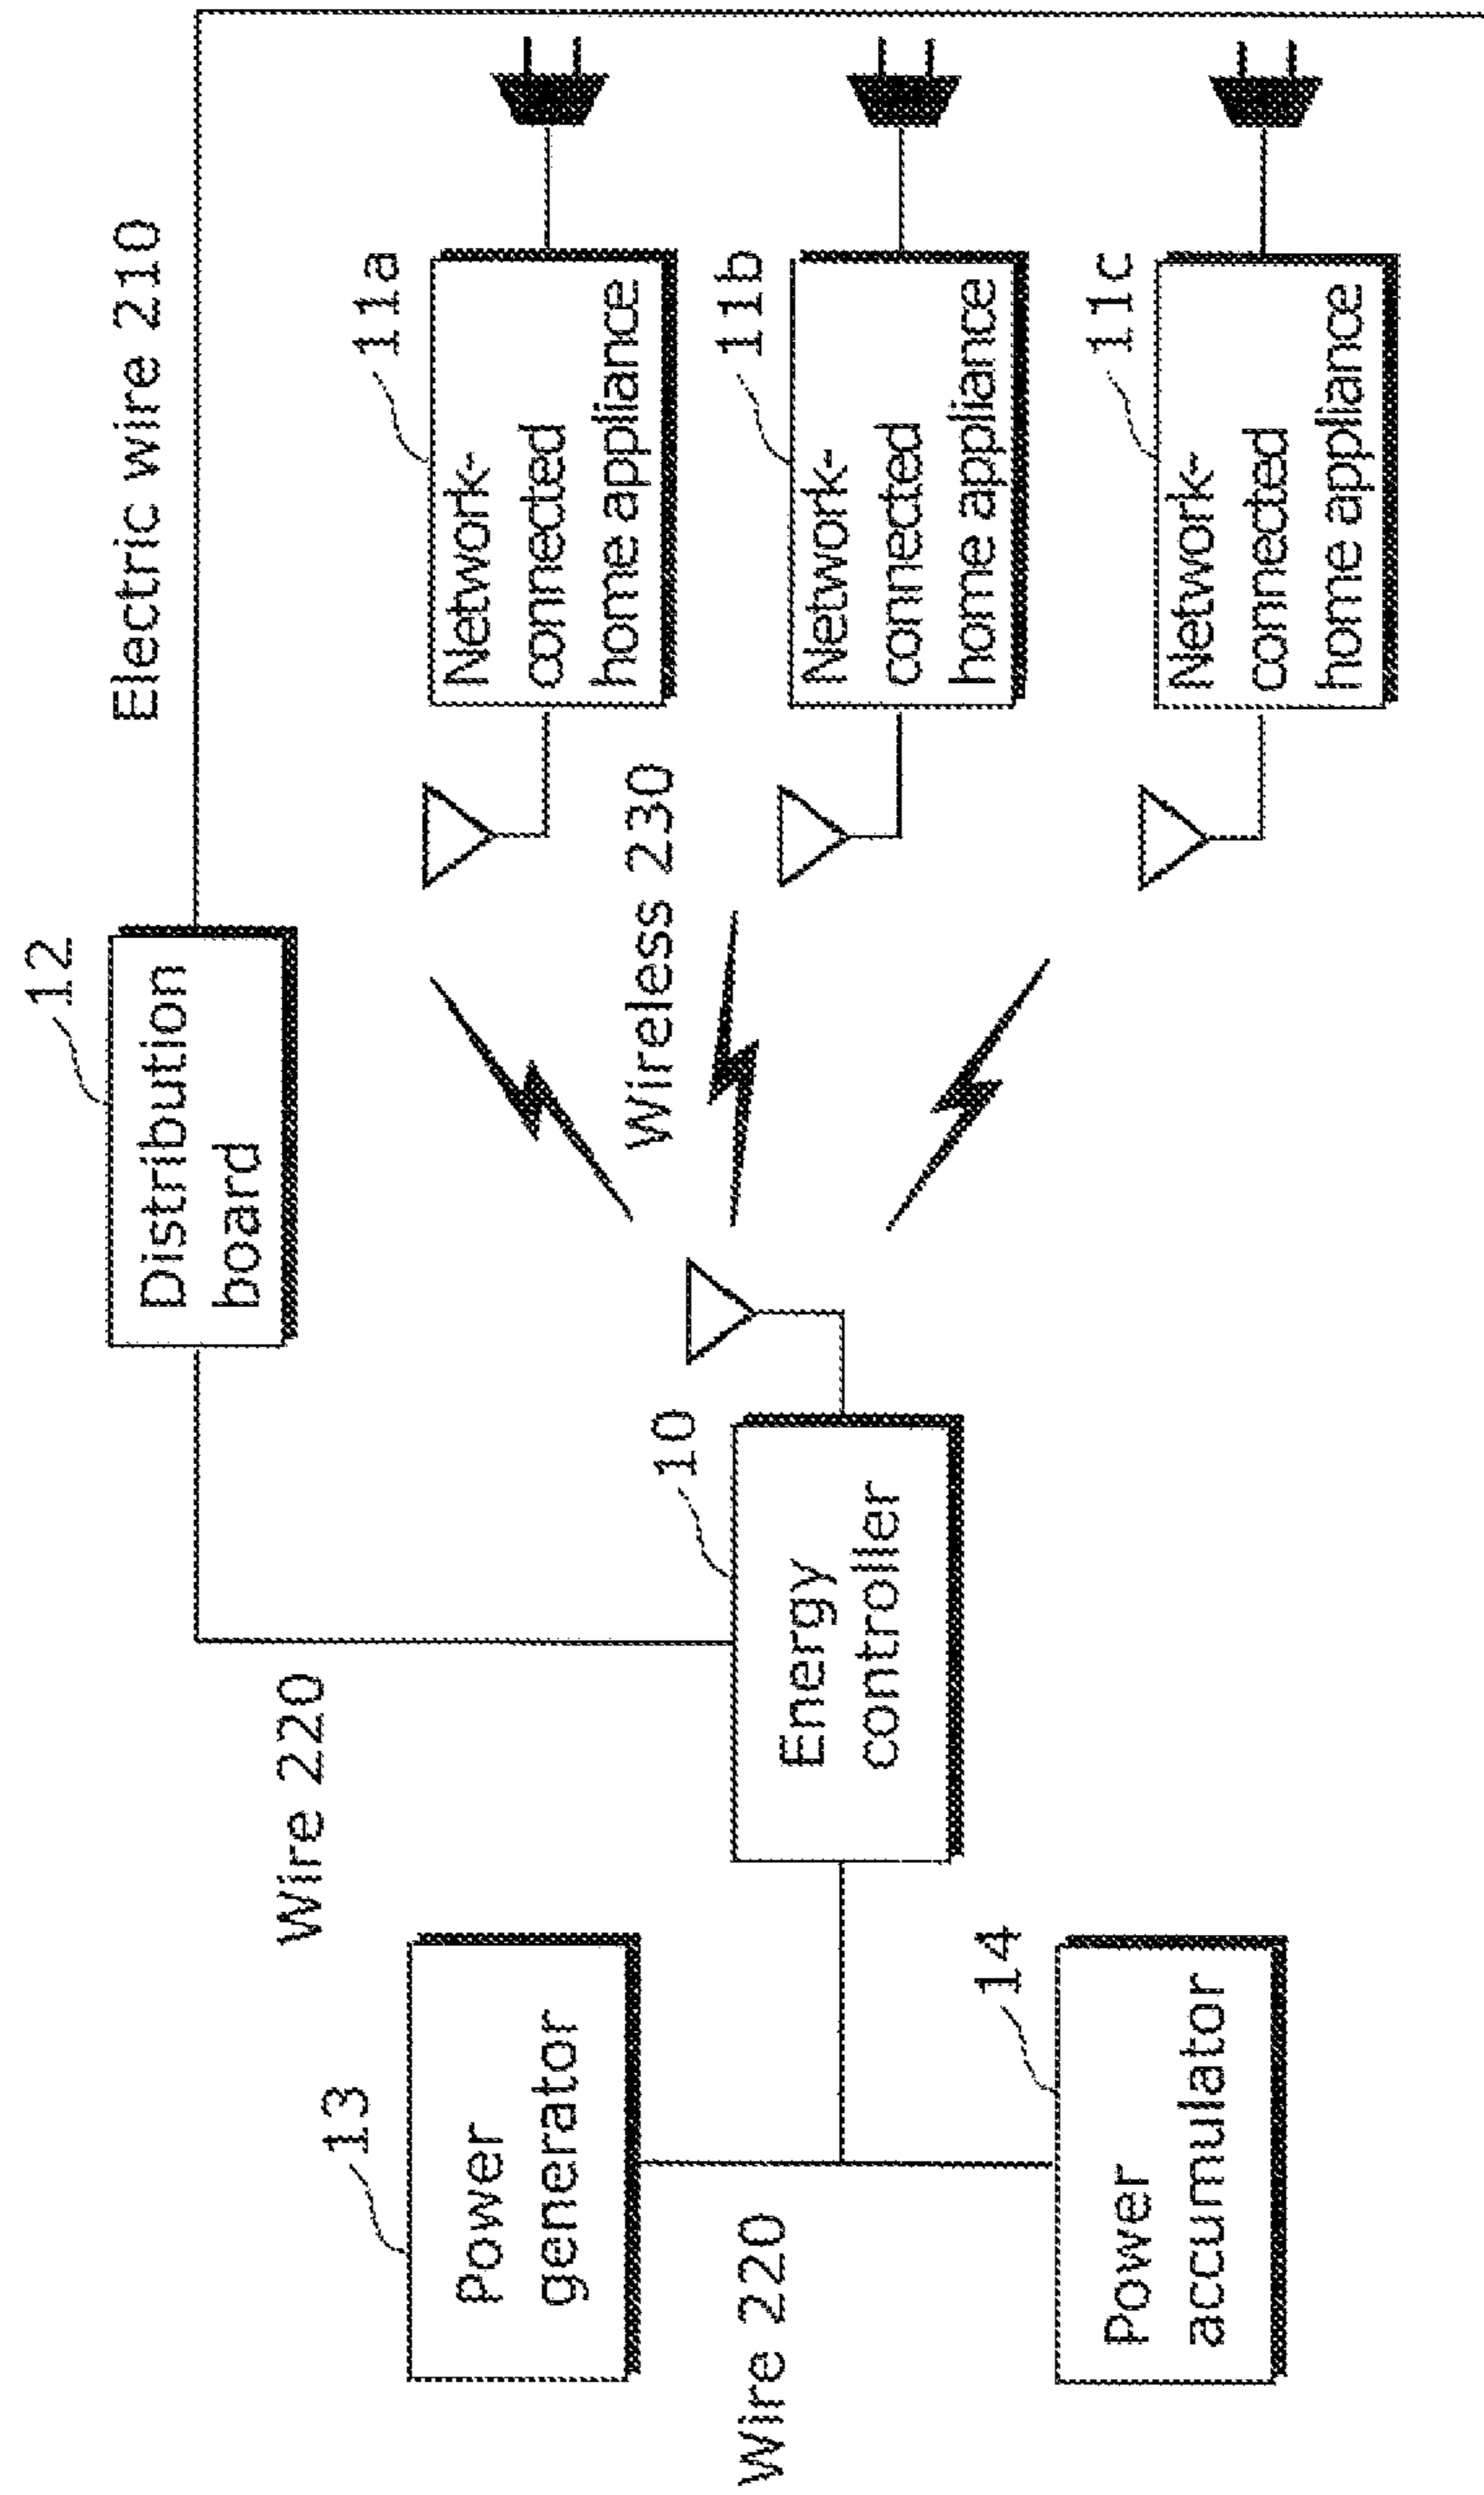 12
Distribution
board
Electric wire 210
Wire 220
13
Power
generator
11a
Network-
connected
home appliance
Wireless 230
10
Energy
controller
11b
Network-
connected
home appliance
Wire 220
14
Power
accumulator
11c
Network-
connected
home appliance